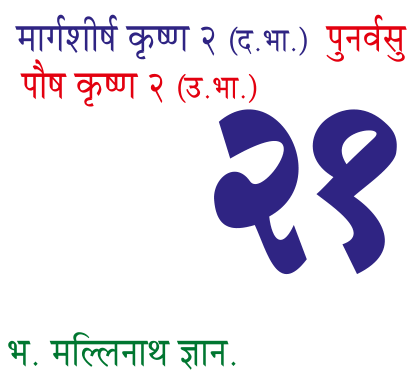 मार्गशीर्ष कृष्ण २ (द.भा.) पुनर्वसु
पौष कृष्ण २ (उ.भा.)
२१
भ. मल्लिनाथ ज्ञान.